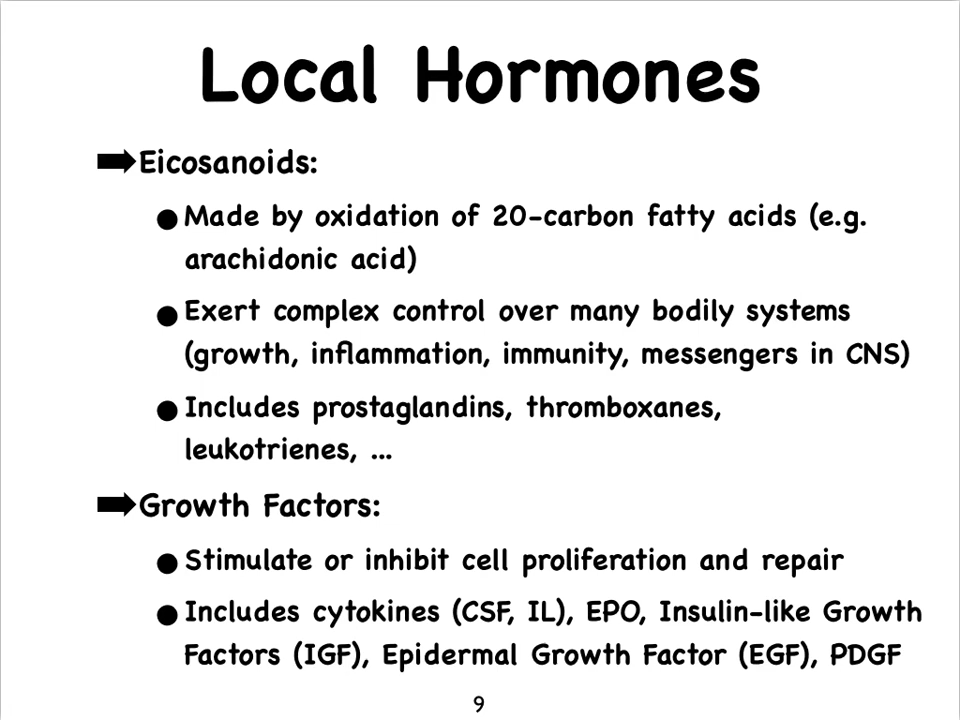 Local Hormones
➡Eicosanoids:
●Made by oxidation of 20-carbon fatty acids (e.g.
arachidonic acid)
●Exert complex control over many bodily systems
(growth, inflammation, immunity, messengers in CNS)
●Includes prostaglandins, thromboxanes,
leukotrienes, ...
➡Growth Factors:
●Stimulate or inhibit cell proliferation and repair
●Includes cytokines (CSF, IL), EPO, Insulin-like Growth
Factors (IGF), Epidermal Growth Factor (EGF), PDGF
9